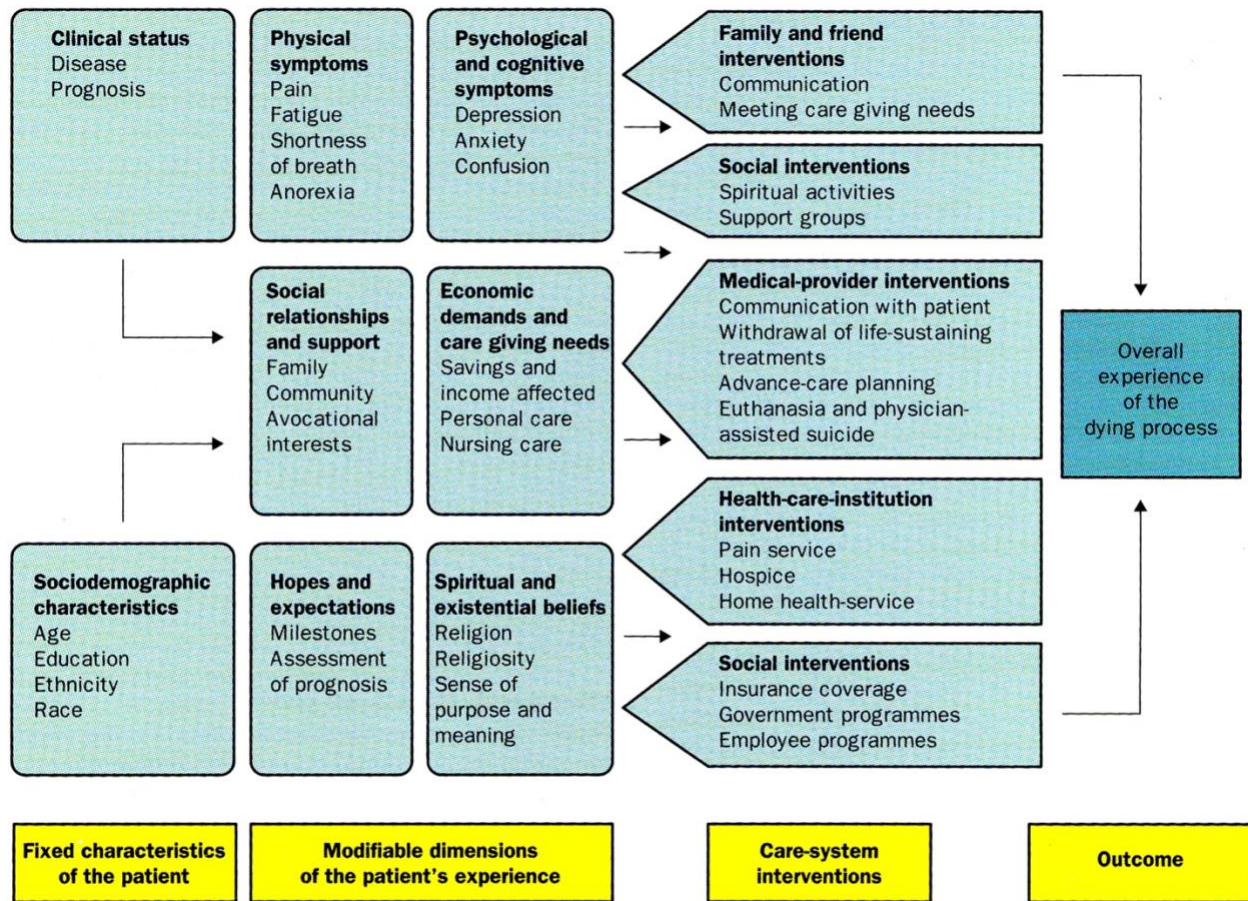 Clinical status
Disease
Prognosis
Physical
symptoms
Pain
Fatigue
Shortness
of breath
Anorexia
Psychological
and cognitive
symptoms
Depression
Anxiety
Confusion
Family and friend
interventions
Communication
Meeting care giving needs
Social interventions
Spiritual activities
Support groups
Social
relationships
and support
Family
Community
Avocational
interests
Economic
demands and
care giving needs
Savings and
income affected
Personal care
Nursing care
Medical-provider interventions
Communication with patient
Withdrawal of life-sustaining
treatments
Advance-care planning
Euthanasia and physician-
assisted suicide
Overall
experience
of the
dying process
Sociodemographic
characteristics
Age
Education
Ethnicity
Race
Hopes and
expectations
Milestones
Assessment
of prognosis
Spiritual and
existential beliefs
Religion
Religiosity
Sense of
purpose and
meaning
Health-care-institution
interventions
Pain service
Hospice
Home health-service
Social interventions
Insurance coverage
Government programmes
Employee programmes
Fixed characteristics
of the patient
Modifiable dimensions
of the patient's experience
Care-system
interventions
Outcome